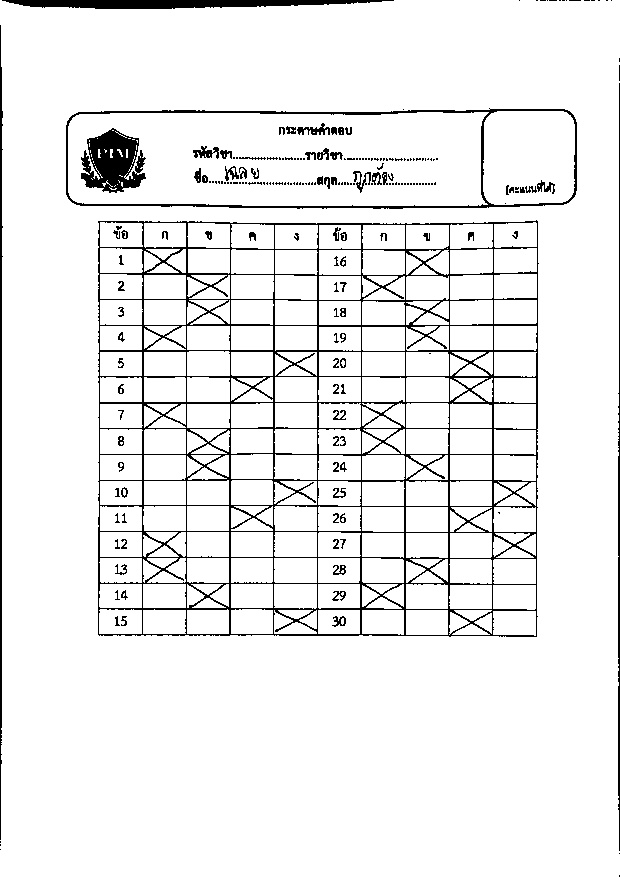 กระดาษคำตอบ
PIM
รหัสวิชา......................รายวิชา..........................
ชื่อ....เฉลย....สกุล....ถูกต้อง....
(คะแนนที่ได้)
ข้อ ก ข ค ง ข้อ ก ข ค ง
1 X 16 X
2 X 17 X
3 X 18 X
4 X 19 X
5 X 20 X
6 X 21 X
7 X 22 X
8 X 23 X
9 X 24 X
10 X 25 X
11 X 26 X
12 X 27 X
13 X 28 X
14 X 29 X
15 X 30 X